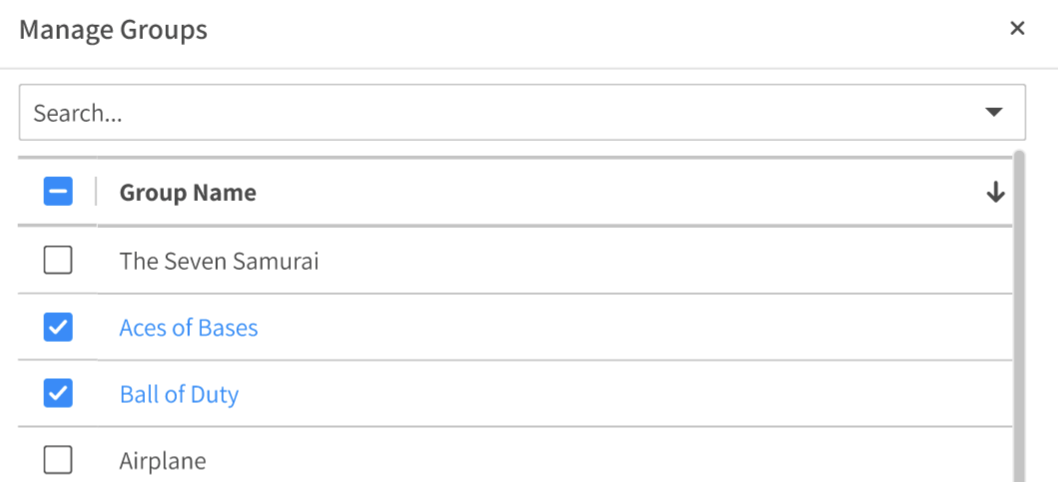 Manage Groups
Search...
Group Name
The Seven Samurai
Aces of Bases
Ball of Duty
Airplane